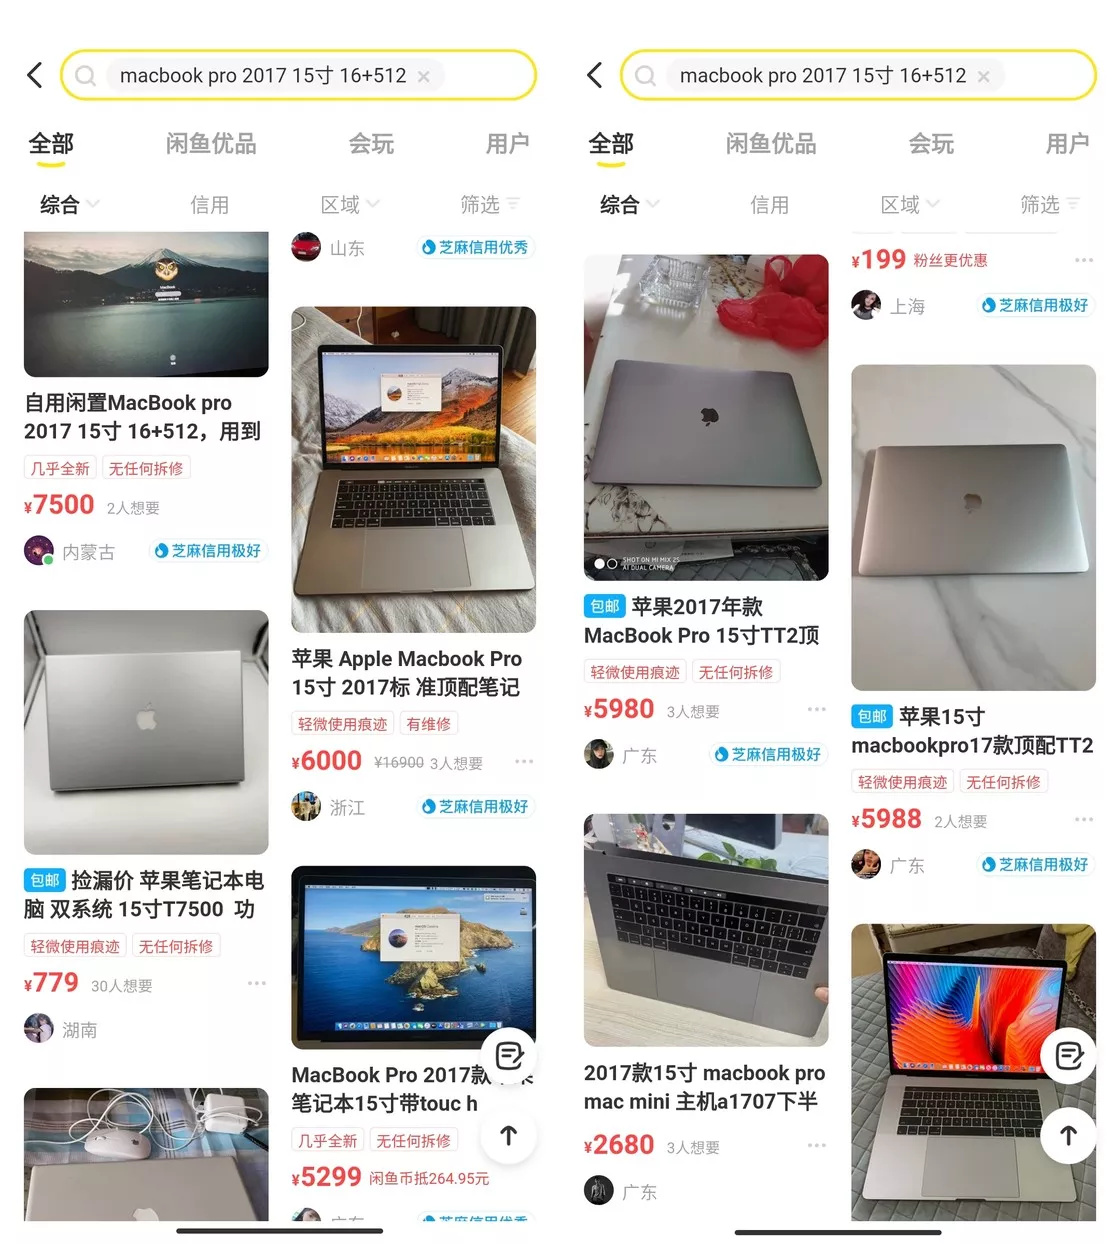 macbook pro 2017 15寸 16+512
全部 闲鱼优品 会玩 用户
综合 信用 区域 筛选
自用闲置MacBook pro
2017 15寸 16+512，用到
几乎全新 无任何拆修
¥7500 2人想要
内蒙古 芝麻信用极好
包邮 捡漏价 苹果笔记本电
脑 双系统 15寸T7500 功
轻微使用痕迹 无任何拆修
¥779 30人想要
湖南
山东 芝麻信用优秀
苹果 Apple Macbook Pro
15寸 2017标 准顶配笔记
轻微使用痕迹 有维修
¥6000 ¥16900 3人想要
浙江 芝麻信用极好
MacBook Pro 2017款
笔记本15寸带touc h
几乎全新 无任何拆修
¥5299 闲鱼币抵264.95元
广东 芝麻信用优秀
macbook pro 2017 15寸 16+512
全部 闲鱼优品 会玩 用户
综合 信用 区域 筛选
SHOT ON MI MIX 2S
AI DUAL CAMERA
包邮 苹果2017年款
MacBook Pro 15寸TT2顶
轻微使用痕迹 无任何拆修
¥5980 3人想要
广东 芝麻信用极好
2017款15寸 macbook pro
mac mini 主机a1707下半
¥2680 3人想要
广东
¥199 粉丝更优惠
上海 芝麻信用极好
包邮 苹果15寸
macbookpro17款顶配TT2
轻微使用痕迹 无任何拆修
¥5988 2人想要
广东 芝麻信用极好